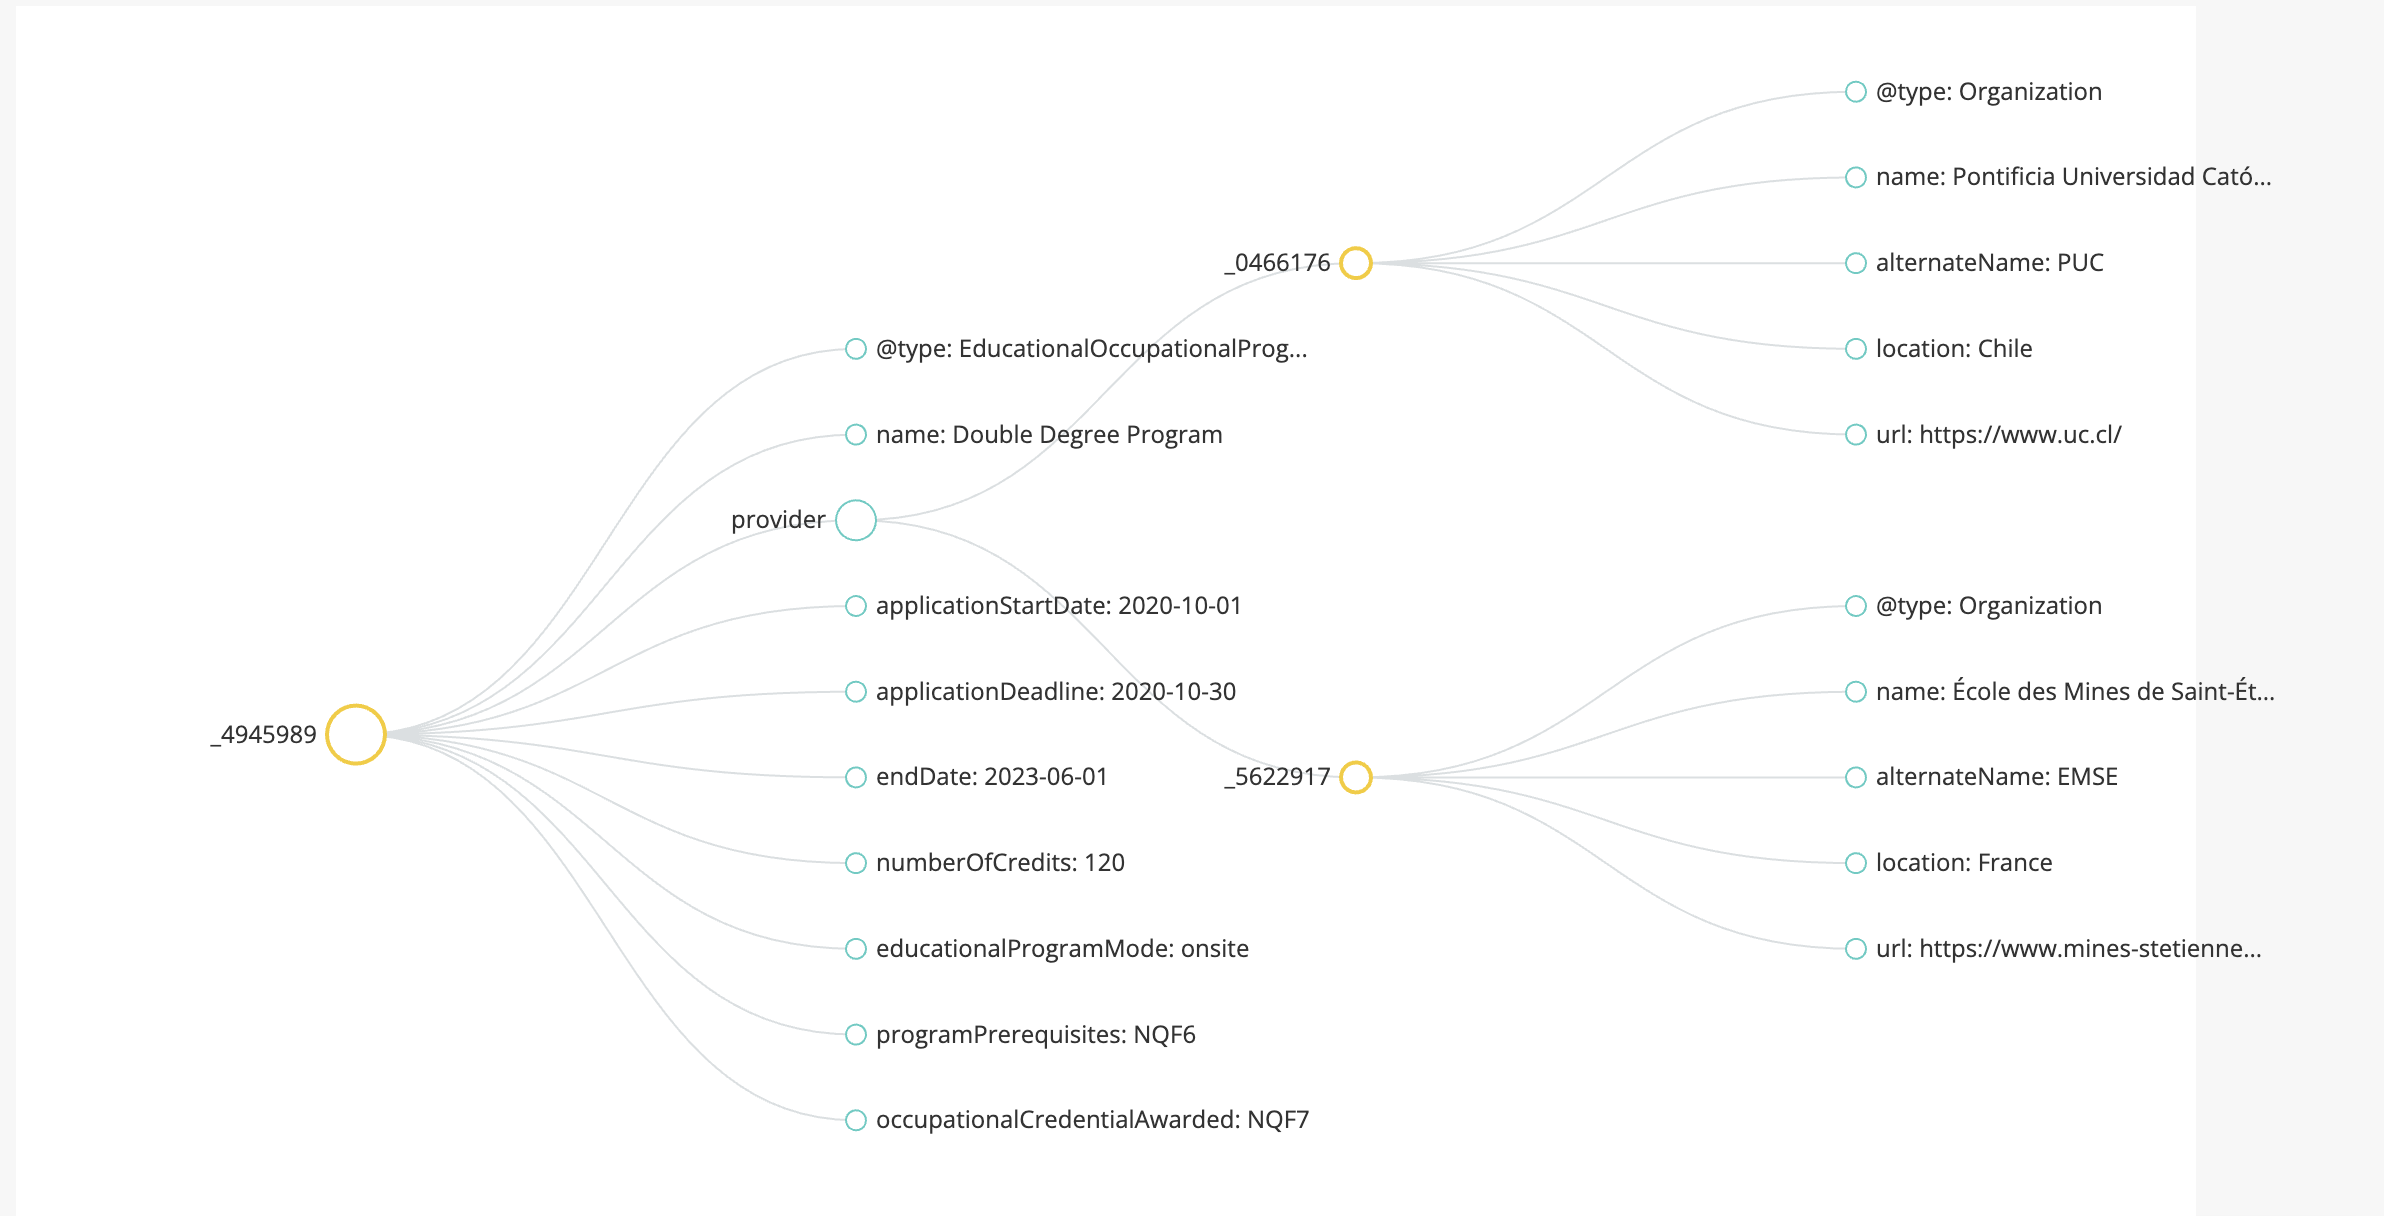 _4945989
@type: EducationalOccupationalProg...
name: Double Degree Program
provider
applicationStartDate: 2020-10-01
applicationDeadline: 2020-10-30
endDate: 2023-06-01
numberOfCredits: 120
educationalProgramMode: onsite
programPrerequisites: NQF6
occupationalCredentialAwarded: NQF7
_0466176
@type: Organization
name: Pontificia Universidad Cató...
alternateName: PUC
location: Chile
url: https://www.uc.cl/
_5622917
@type: Organization
name: École des Mines de Saint-Ét...
alternateName: EMSE
location: France
url: https://www.mines-stetienne...